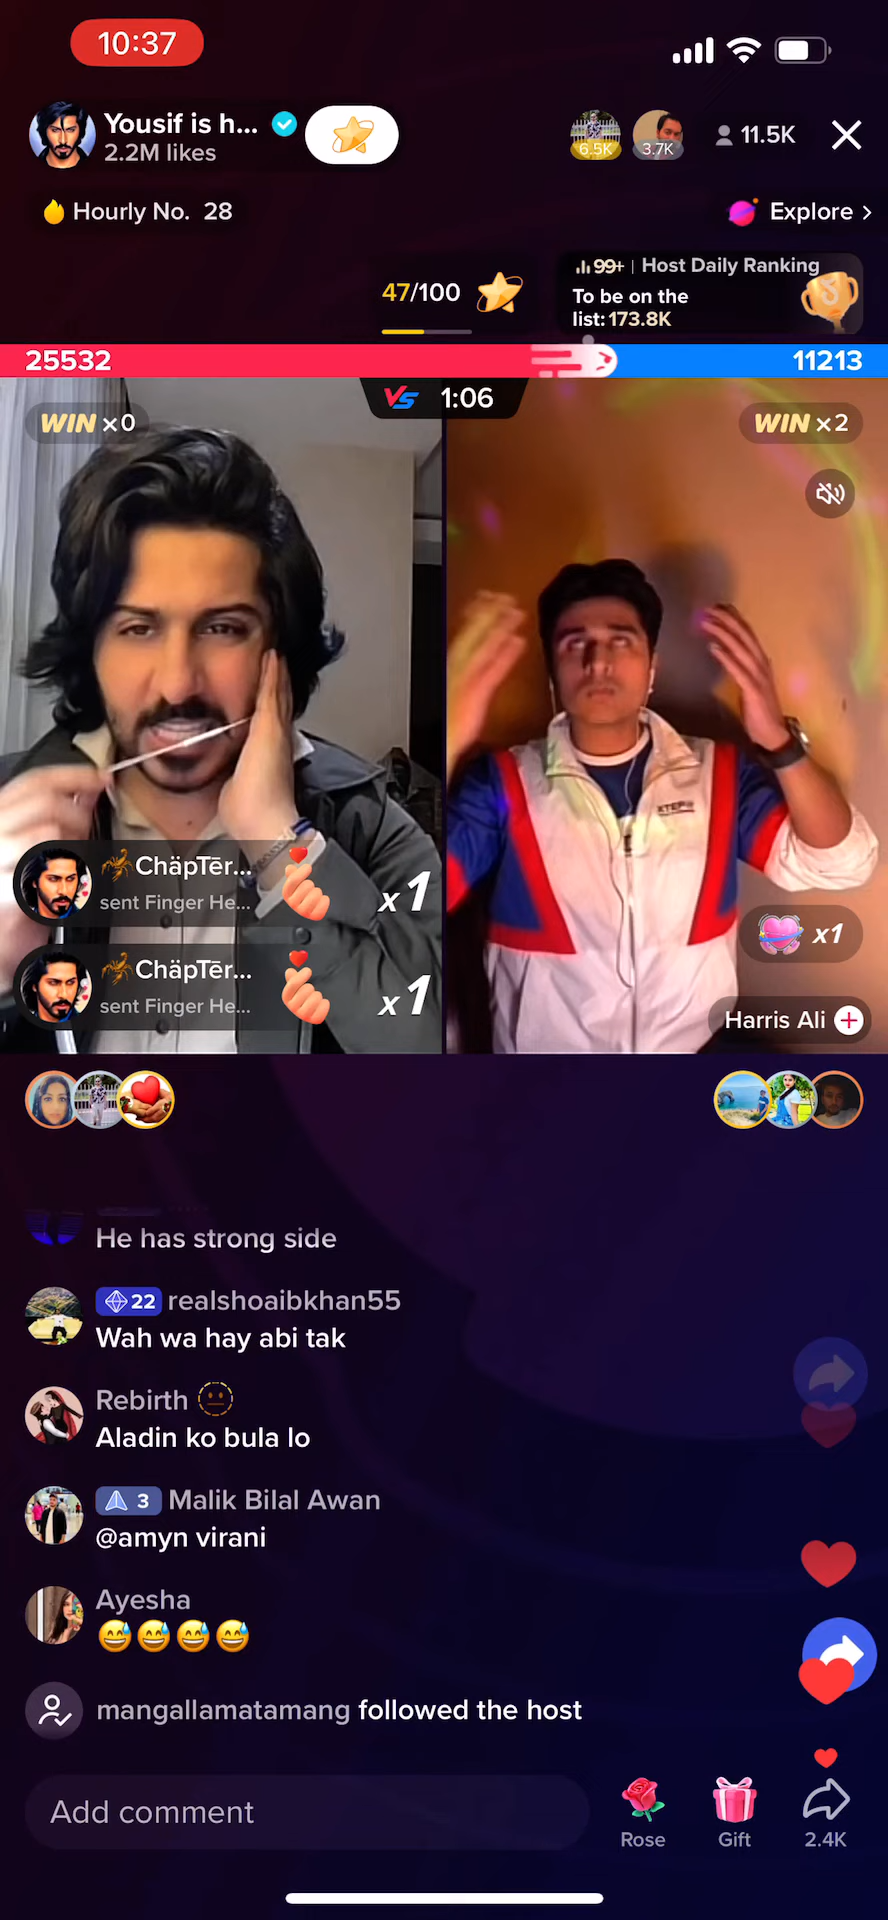 10:37
Yousif is h...
2.2M likes
6.5K
3.7K
11.5K
Hourly No. 28
Explore >
47/100
99+ | Host Daily Ranking
To be on the
list: 173.8K
25532
11213
VS 1:06
WIN x0
WIN x2
XTEP
ChäpTēr...
sent Finger He...
x1
ChäpTēr...
sent Finger He...
x1
x1
Harris Ali
He has strong side
22 realshoaibkhan55
Wah wa hay abi tak
Rebirth
Aladin ko bula lo
3 Malik Bilal Awan
@amyn virani
Ayesha
😅😅😅😅
mangallamatamang followed the host
Add comment
Rose
Gift
2.4K